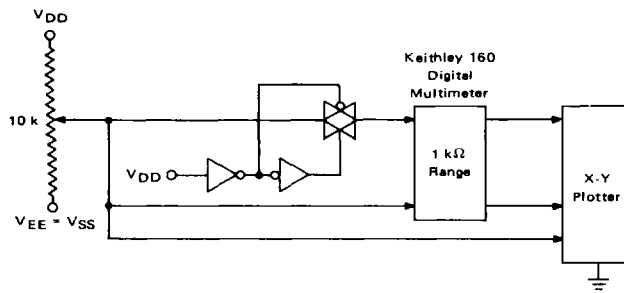 VDD
10 k
VEE = VSS
VDD
Keithley 160
Digital
Multimeter
1 kΩ
Range
X-Y
Plotter